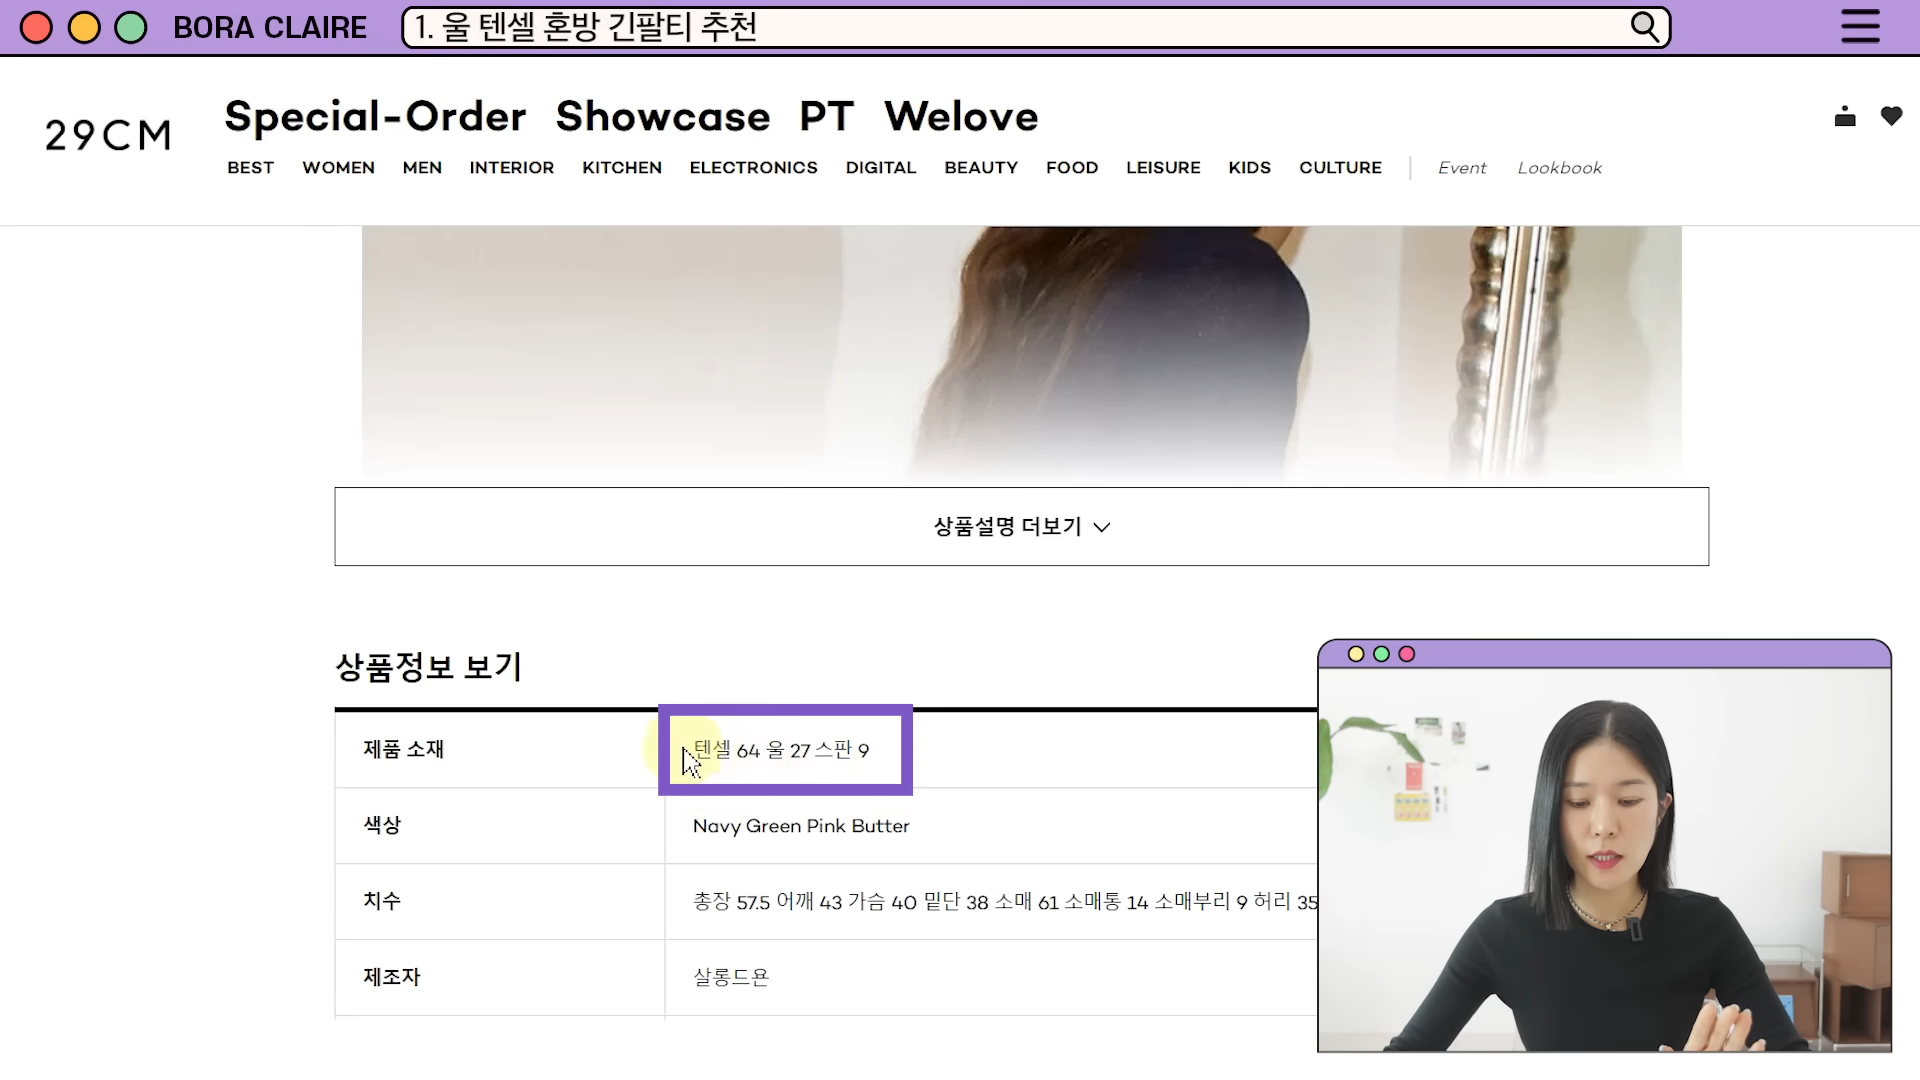 BORA CLAIRE
1. 울 텐셀 혼방 긴팔티 추천
29CM
Special-Order Showcase PT Welove
BEST WOMEN MEN INTERIOR KITCHEN ELECTRONICS DIGITAL BEAUTY FOOD LEISURE KIDS CULTURE Event Lookbook
상품설명 더보기
상품정보 보기
제품 소재 텐셀 64 울 27 스판 9
색상 Navy Green Pink Butter
치수 총장 57.5 어깨 43 가슴 40 밑단 38 소매 61 소매통 14 소매부리 9 허리 35
제조자 살롱드욘